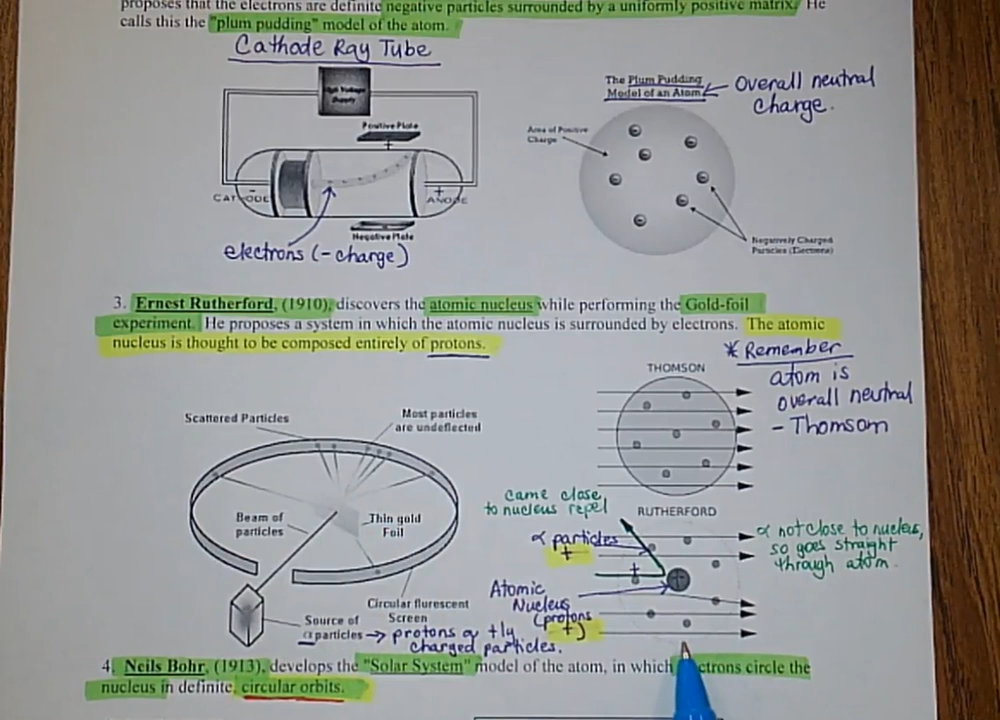 proposes that the electrons are definite negative particles surrounded by a uniformly positive matrix. He
calls this the "plum pudding" model of the atom.
Cathode Ray Tube
High Voltage
Supply
Positive Plate
+
-
CATHODE
+
ANODE
Negative Plate
electrons (- charge)
The Plum Pudding
Model of an Atom
Overall neutral
charge.
Area of Positive
Charge
Negatively Charged
Particles (Electrons)
3. Ernest Rutherford, (1910), discovers the atomic nucleus while performing the Gold-foil
experiment. He proposes a system in which the atomic nucleus is surrounded by electrons. The atomic
nucleus is thought to be composed entirely of protons.
* Remember
atom is
overall neutral
- Thomsom
THOMSON
Scattered Particles
Most particles
are undeflected
Beam of
particles
Thin gold
Foil
Circular flurescent
Screen
Source of
α particles → protons or +ly
charged particles.
came close
to nucleus repel
RUTHERFORD
α particles
+
+
+
Atomic
Nucleus
(protons
+)
α not close to nucleus,
so goes straight
through atom.
4. Neils Bohr, (1913), develops the "Solar System" model of the atom, in which ctrons circle the
nucleus in definite, circular orbits.